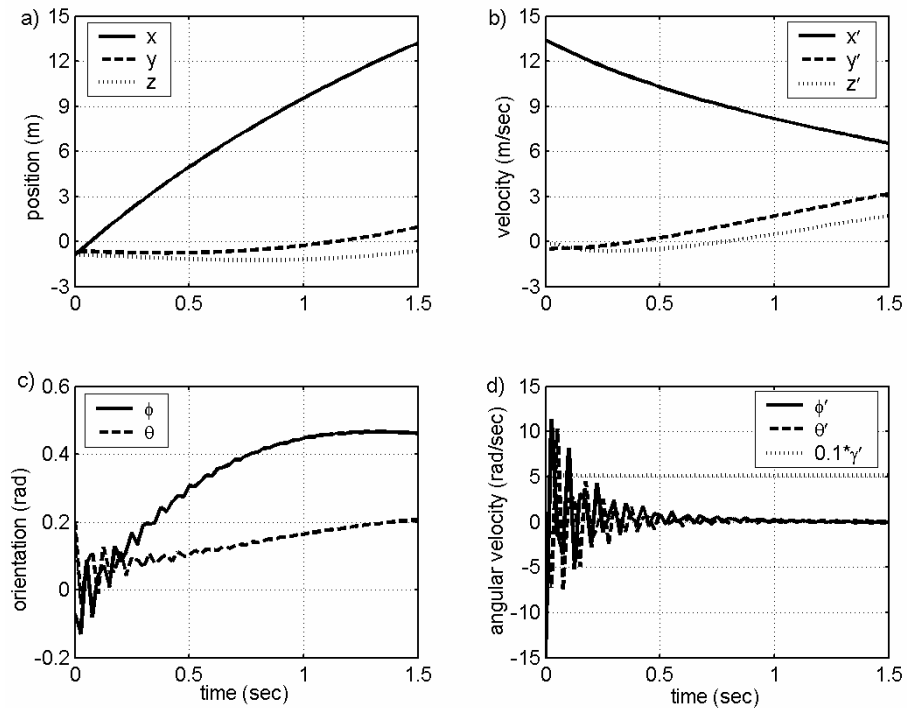 a)
15
12
9
6
3
0
-3
position (m)
x
y
z
0 0.5 1 1.5
b)
15
12
9
6
3
0
-3
velocity (m/sec)
x′
y′
z′
0 0.5 1 1.5
c)
0.6
0.4
0.2
0
-0.2
orientation (rad)
ϕ
θ
0 0.5 1 1.5
time (sec)
d)
15
10
5
0
-5
-10
-15
angular velocity (rad/sec)
ϕ′
θ′
0.1*γ′
0 0.5 1 1.5
time (sec)